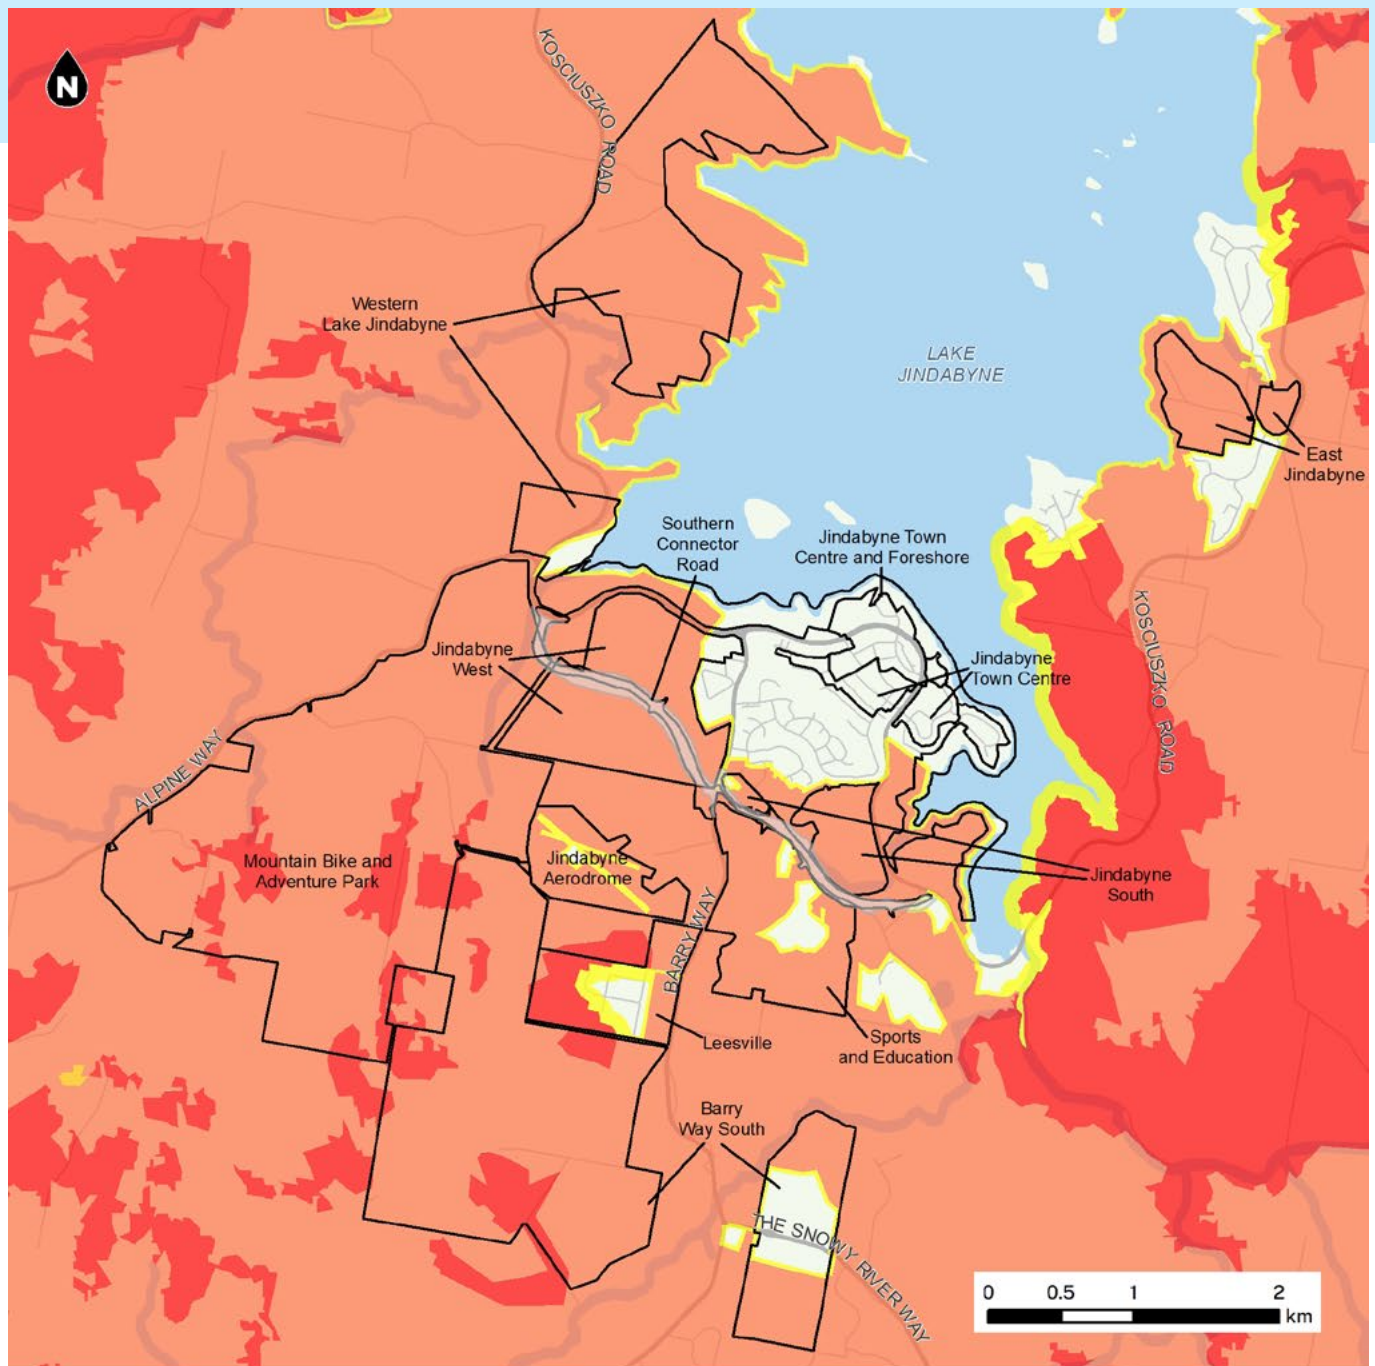 N
KOSCIUSZKO ROAD
Western
Lake Jindabyne
LAKE
JINDABYNE
East
Jindabyne
Southern
Connector
Road
Jindabyne Town
Centre and Foreshore
KOSCIUSZKO ROAD
Jindabyne
West
Jindabyne
Town Centre
ALPINE WAY
Mountain Bike and
Adventure Park
Jindabyne
Aerodrome
Jindabyne
South
BARRY WAY
Leesville
Sports
and Education
Barry
Way South
THE SNOWY RIVER WAY
0 0.5 1 2
km